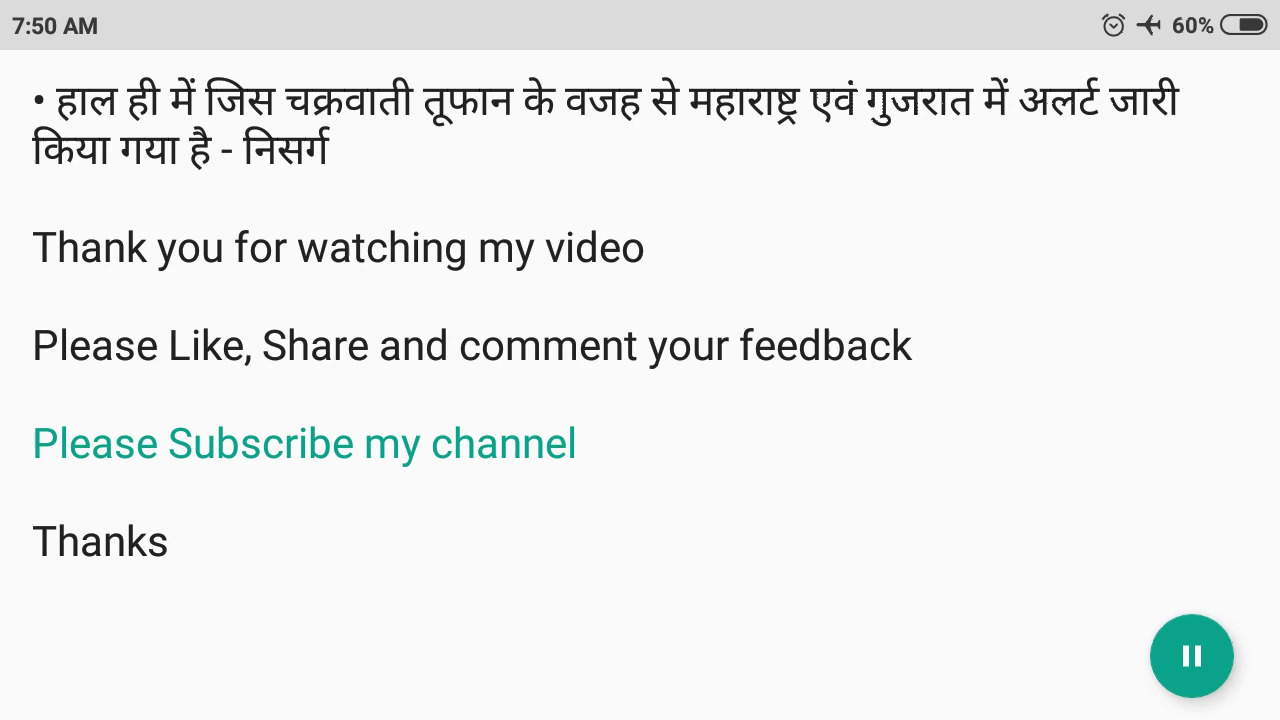 7:50 AM
60%
• हाल ही में जिस चक्रवाती तूफान के वजह से महाराष्ट्र एवं गुजरात में अलर्ट जारी
किया गया है - निसर्ग
Thank you for watching my video
Please Like, Share and comment your feedback
Please Subscribe my channel
Thanks